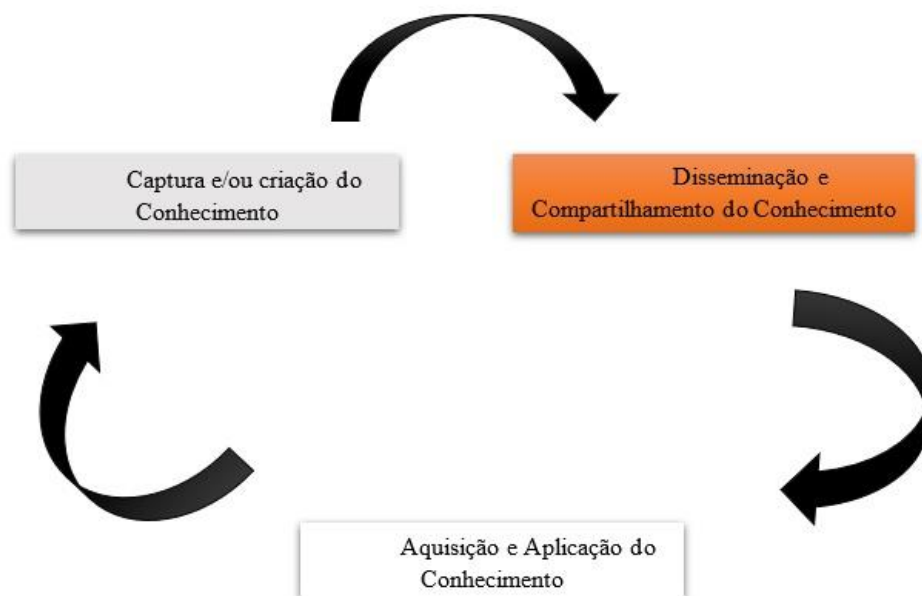 Captura e/ou criação do
Conhecimento
Disseminação e
Compartilhamento do Conhecimento
Aquisição e Aplicação do
Conhecimento